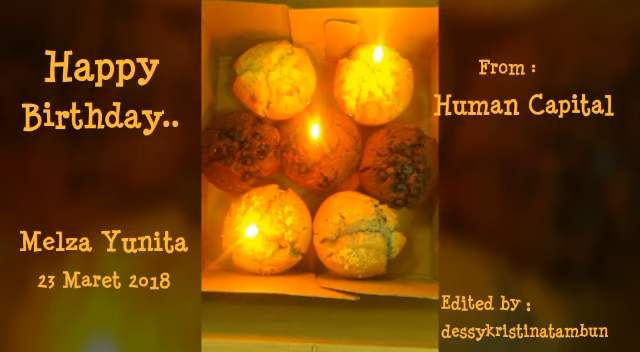 Happy
Birthday..
Melza Yunita
23 Maret 2018
From :
Human Capital
Edited by :
dessykristinatambun